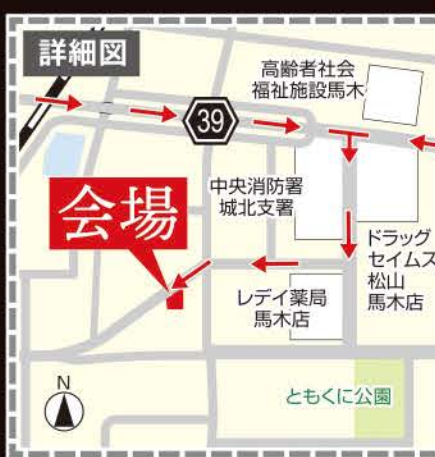 詳細図
高齢者社会
福祉施設馬木
39
中央消防署
城北支署
会場
ドラッグ
セイムス
松山
馬木店
レデイ薬局
馬木店
ともくに公園
N